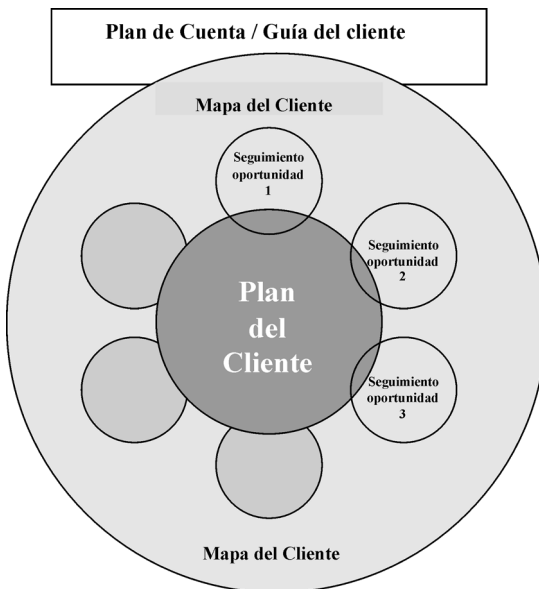 Plan de Cuenta / Guía del cliente
Mapa del Cliente
Seguimiento
oportunidad
1
Seguimiento
oportunidad
2
Plan
del
Cliente
Seguimiento
oportunidad
3
Mapa del Cliente